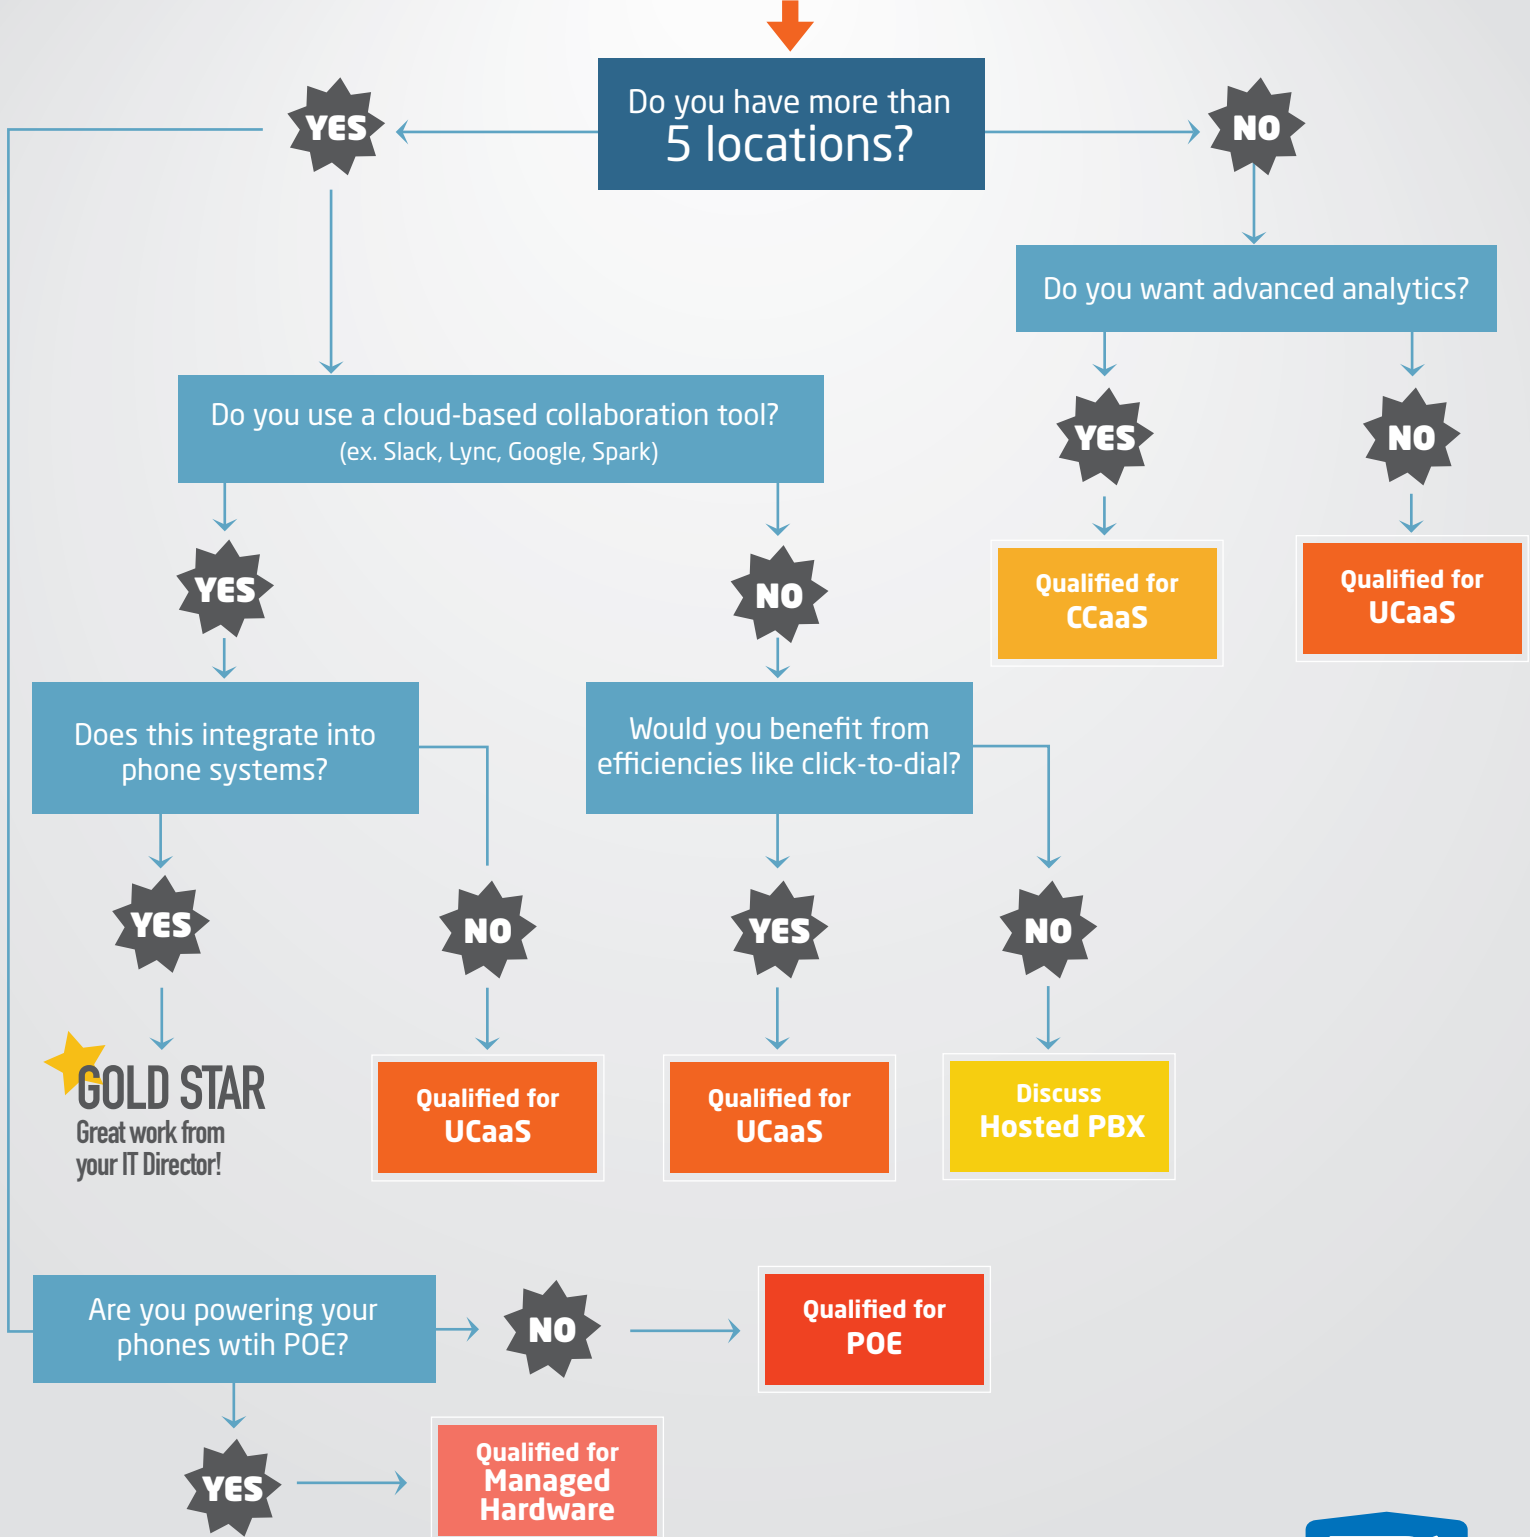 Do you have more than
5 locations?
YES
NO
Do you want advanced analytics?
Do you use a cloud-based collaboration tool?
(ex. Slack, Lync, Google, Spark)
YES
NO
YES
NO
Qualified for
CCaaS
Qualified for
UCaaS
Does this integrate into
phone systems?
Would you benefit from
efficiencies like click-to-dial?
YES
NO
YES
NO
GOLD STAR
Great work from
your IT Director!
Qualified for
UCaaS
Qualified for
UCaaS
Discuss
Hosted PBX
Are you powering your
phones wtih POE?
NO
Qualified for
POE
YES
Qualified for
Managed
Hardware